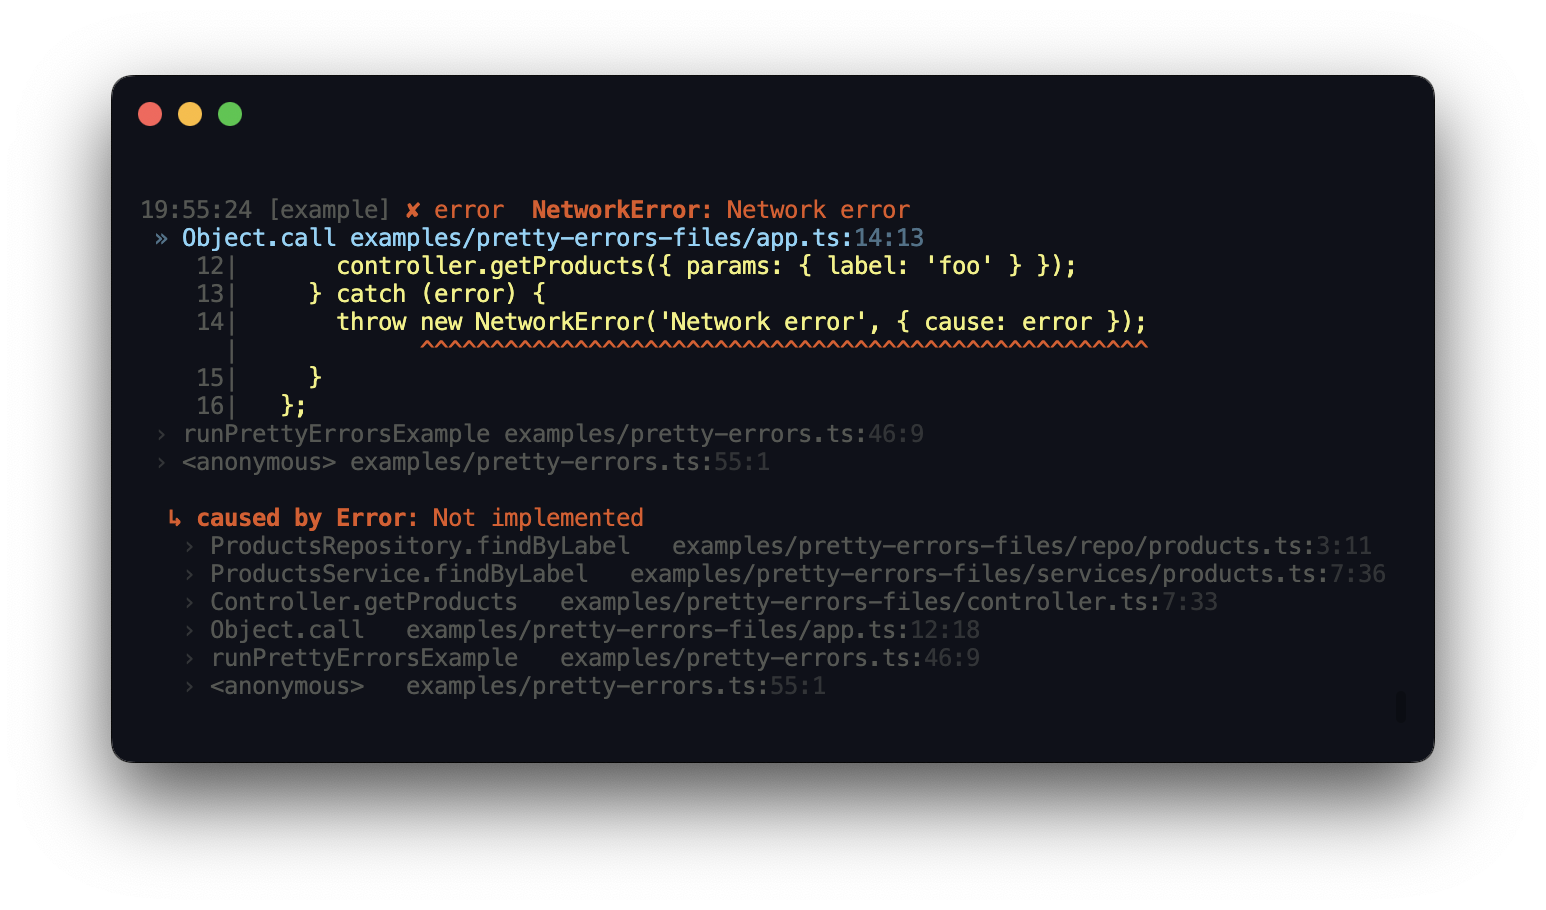 19:55:24 [example] ✘ error  NetworkError: Network error
 » Object.call examples/pretty-errors-files/app.ts:14:13
    12|       controller.getProducts({ params: { label: 'foo' } });
    13|     } catch (error) {
    14|       throw new NetworkError('Network error', { cause: error });
      |             ^^^^^^^^^^^^^^^^^^^^^^^^^^^^^^^^^^^^^^^^^^^^^^^^^^^^
    15|     }
    16|   };
 › runPrettyErrorsExample examples/pretty-errors.ts:46:9
 › <anonymous> examples/pretty-errors.ts:55:1
  ↳ caused by Error: Not implemented
   › ProductsRepository.findByLabel   examples/pretty-errors-files/repo/products.ts:3:11
   › ProductsService.findByLabel   examples/pretty-errors-files/services/products.ts:7:36
   › Controller.getProducts   examples/pretty-errors-files/controller.ts:7:33
   › Object.call   examples/pretty-errors-files/app.ts:12:18
   › runPrettyErrorsExample   examples/pretty-errors.ts:46:9
   › <anonymous>   examples/pretty-errors.ts:55:1